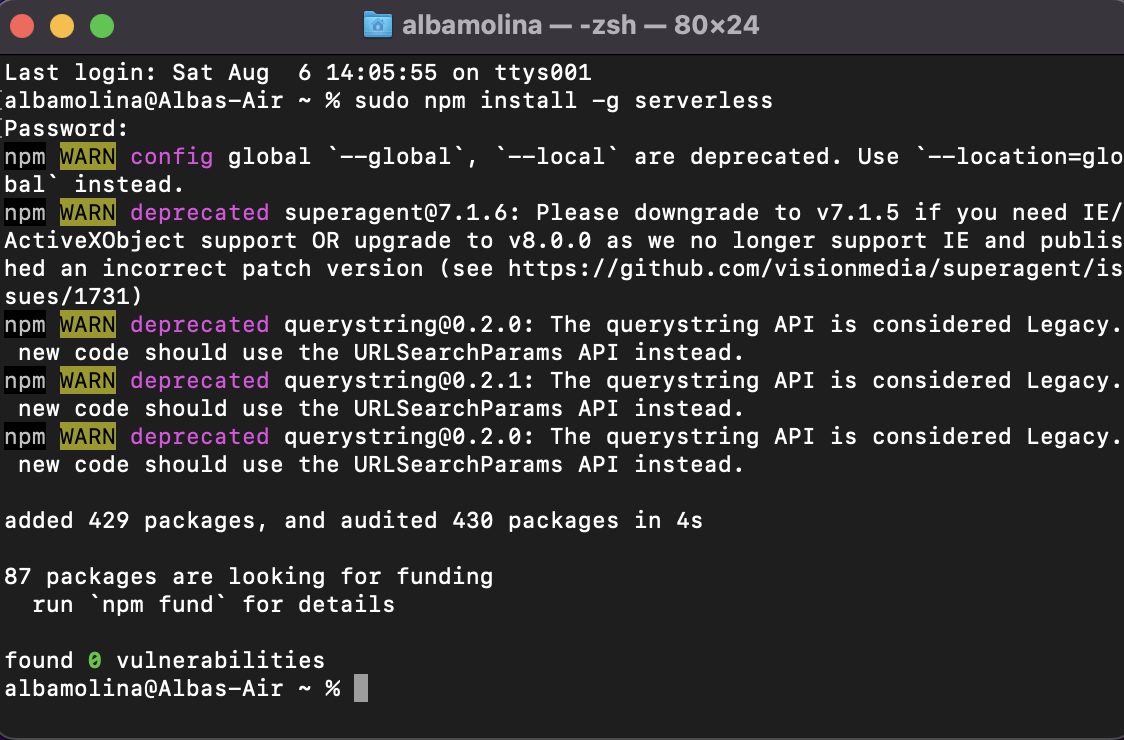 albamolina — -zsh — 80×24
Last login: Sat Aug  6 14:05:55 on ttys001
[albamolina@Albas-Air ~ % sudo npm install -g serverless
[Password:
npm WARN config global `--global`, `--local` are deprecated. Use `--location=glo
bal` instead.
npm WARN deprecated superagent@7.1.6: Please downgrade to v7.1.5 if you need IE/
ActiveXObject support OR upgrade to v8.0.0 as we no longer support IE and publis
hed an incorrect patch version (see https://github.com/visionmedia/superagent/is
sues/1731)
npm WARN deprecated querystring@0.2.0: The querystring API is considered Legacy.
 new code should use the URLSearchParams API instead.
npm WARN deprecated querystring@0.2.1: The querystring API is considered Legacy.
 new code should use the URLSearchParams API instead.
npm WARN deprecated querystring@0.2.0: The querystring API is considered Legacy.
 new code should use the URLSearchParams API instead.
added 429 packages, and audited 430 packages in 4s
87 packages are looking for funding
  run `npm fund` for details
found 0 vulnerabilities
albamolina@Albas-Air ~ %